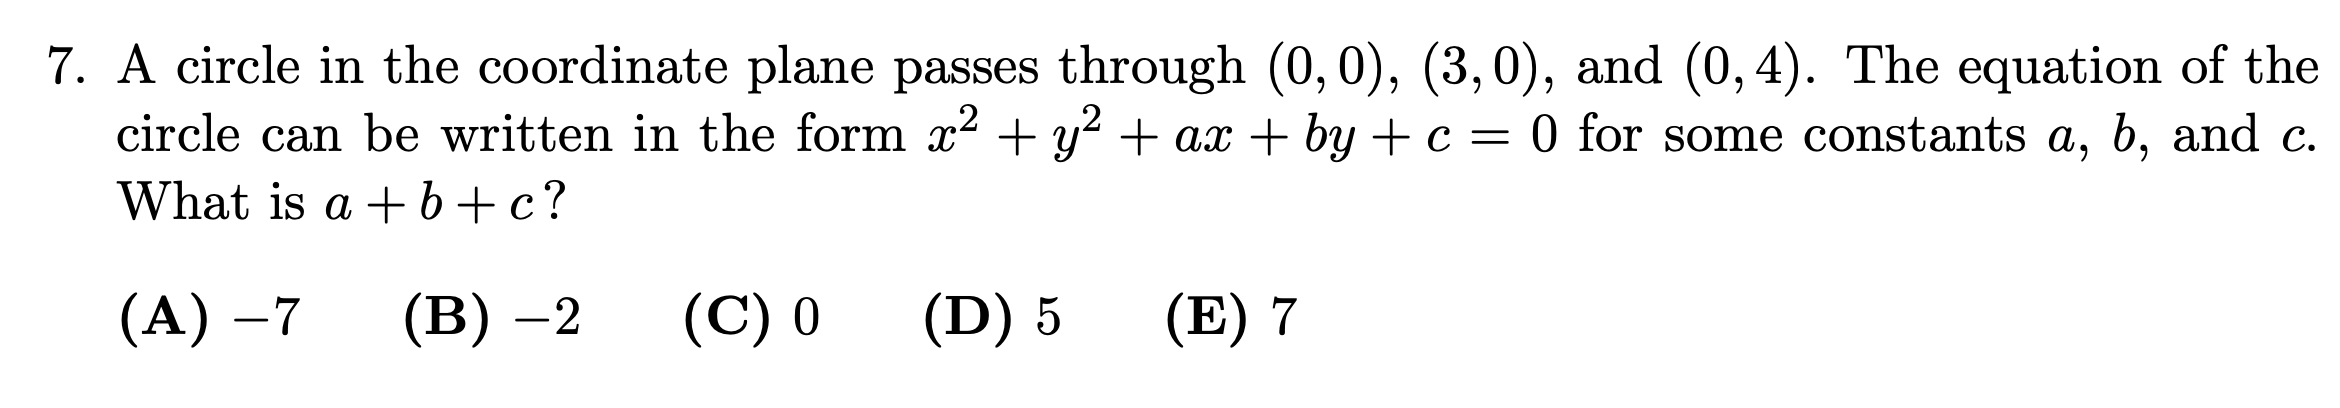 7. A circle in the coordinate plane passes through (0, 0), (3, 0), and (0, 4). The equation of the
circle can be written in the form x² + y² + ax + by + c = 0 for some constants a, b, and c.
What is a + b + c?
(A) −7 (B) −2 (C) 0 (D) 5 (E) 7